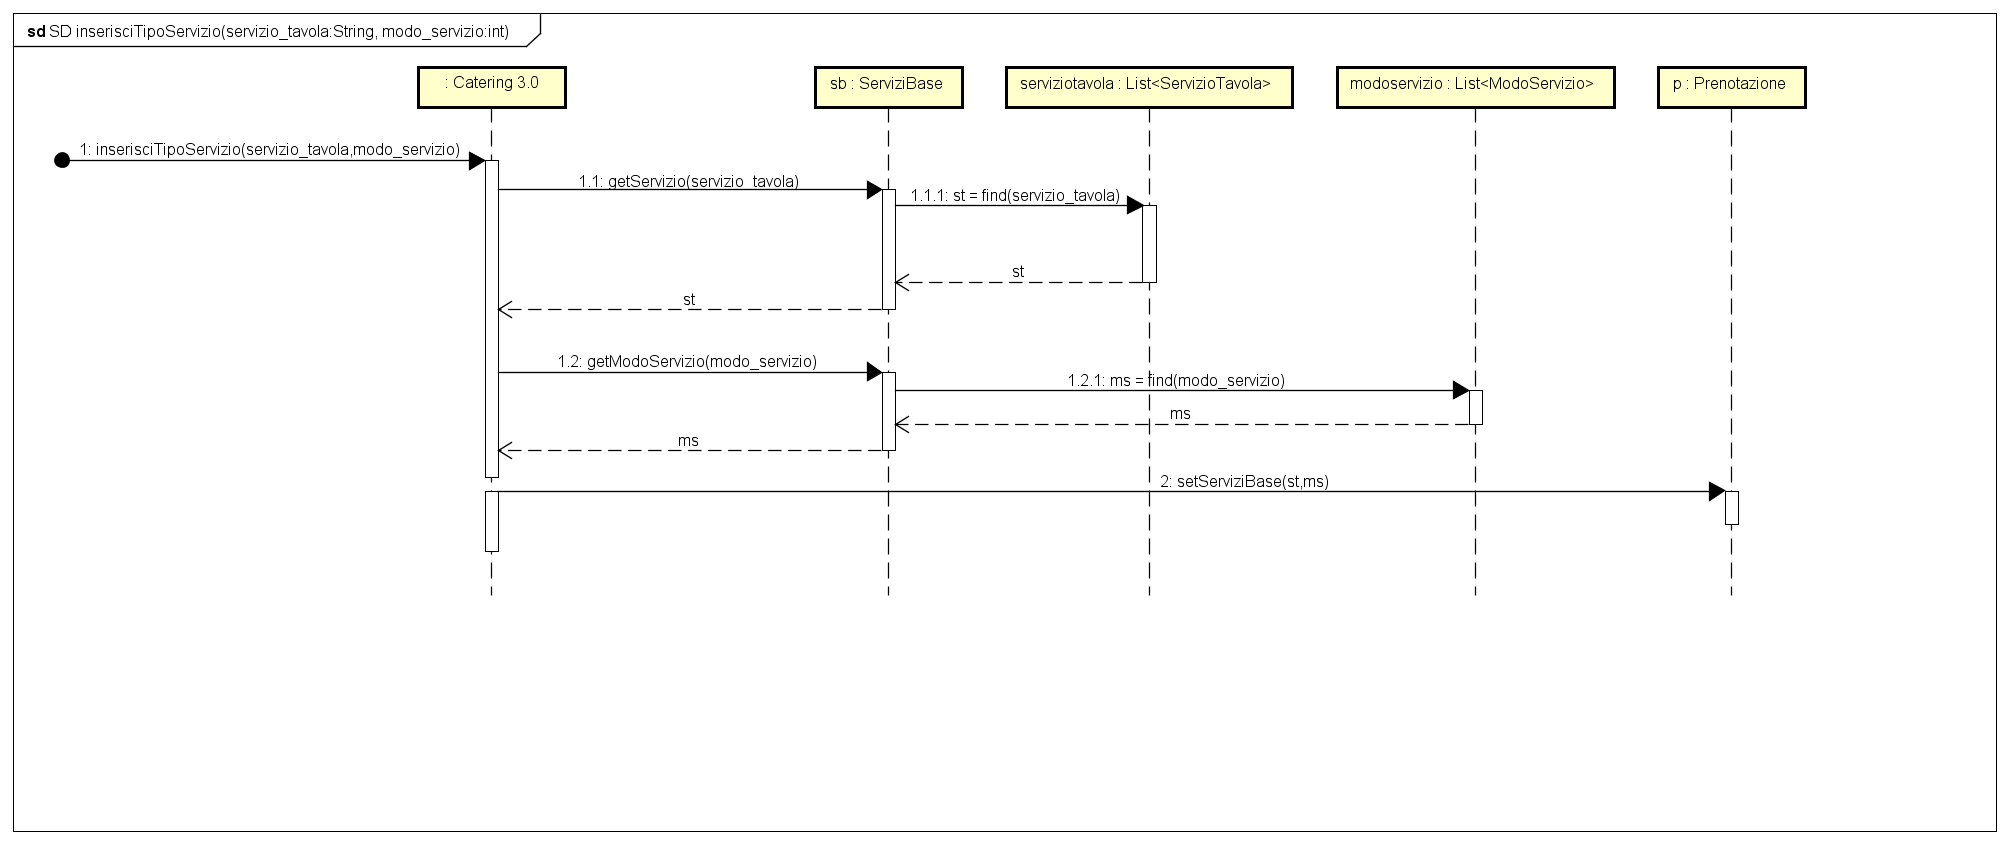 sd SD inserisciTipoServizio(servizio_tavola:String, modo_servizio:int)
: Catering 3.0
sb : ServiziBase
serviziotavola : List<ServizioTavola>
modoservizio : List<ModoServizio>
p : Prenotazione
1: inserisciTipoServizio(servizio_tavola,modo_servizio)
1.1: getServizio(servizio_tavola)
1.1.1: st = find(servizio_tavola)
st
st
1.2: getModoServizio(modo_servizio)
1.2.1: ms = find(modo_servizio)
ms
ms
2: setServiziBase(st,ms)